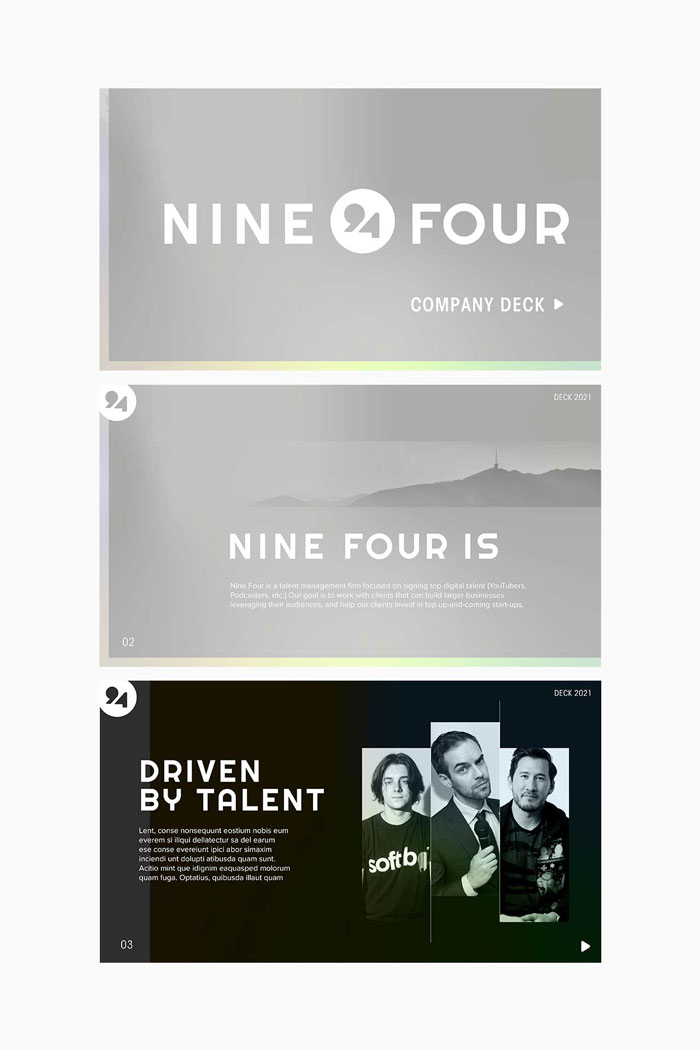 NINE 94 FOUR
COMPANY DECK
94
DECK 2021
NINE FOUR IS
Nine Four is a talent management firm focused on signing top digital talent (YouTubers,
Podcasters, etc.) Our goal is to work with clients that can build larger businesses
leveraging their audiences, and help our clients invest in top up-and-coming start-ups.
02
94
DECK 2021
DRIVEN
BY TALENT
Lent, conse nonsequunt eostium nobis eum
everem si iliqui dellatectur sa del earum
ese conse evereiunt ipici abor simaxim
inciendi unt dolupti atibusda quam sunt.
Acitio mint que idignim eaquasped molorum
quam fuga. Optatius, quibusda illaut quam
softb
03